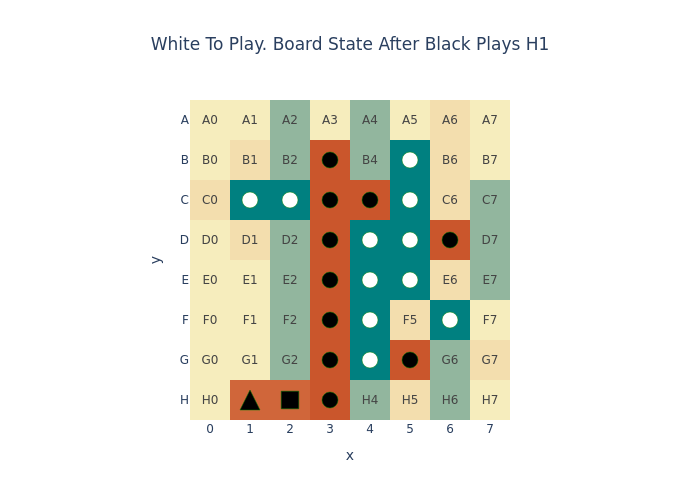 White To Play. Board State After Black Plays H1
A A0 A1 A2 A3 A4 A5 A6 A7
B B0 B1 B2 B4 B6 B7
C C0 C6 C7
D D0 D1 D2 D7
y
E E0 E1 E2 E6 E7
F F0 F1 F2 F5 F7
G G0 G1 G2 G6 G7
H H0 H4 H5 H6 H7
0 1 2 3 4 5 6 7
x